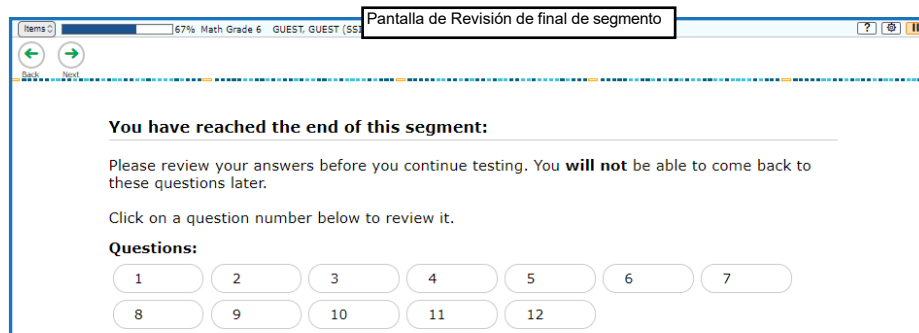 Pantalla de Revisión de final de segmento
Items 67% Math Grade 6 GUEST, GUEST (SSI
?
Back Next
You have reached the end of this segment:
Please review your answers before you continue testing. You will not be able to come back to
these questions later.
Click on a question number below to review it.
Questions:
1 2 3 4 5 6 7
8 9 10 11 12